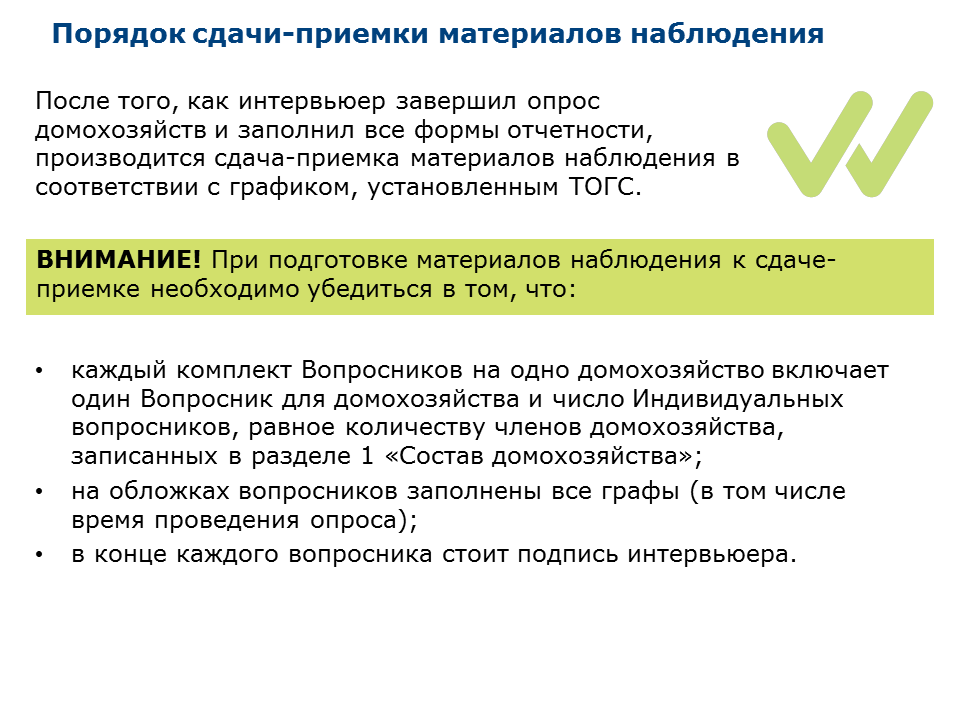 Порядок сдачи-приемки материалов наблюдения
После того, как интервьюер завершил опрос
домохозяйств и заполнил все формы отчетности,
производится сдача-приемка материалов наблюдения в
соответствии с графиком, установленным ТОГС.
ВНИМАНИЕ! При подготовке материалов наблюдения к сдаче-
приемке необходимо убедиться в том, что:
• каждый комплект Вопросников на одно домохозяйство включает
один Вопросник для домохозяйства и число Индивидуальных
вопросников, равное количеству членов домохозяйства,
записанных в разделе 1 «Состав домохозяйства»;
• на обложках вопросников заполнены все графы (в том числе
время проведения опроса);
• в конце каждого вопросника стоит подпись интервьюера.